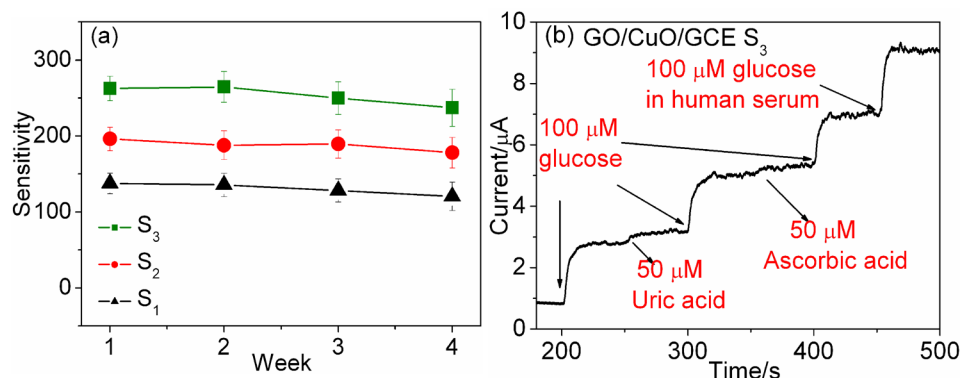 (a)
300
200
100
0
Sensitivity
S3
S2
S1
1 2 3 4
Week
(b) GO/CuO/GCE S3
100 μM glucose
in human serum
100 μM
glucose
50 μM
Uric acid
50 μM
Ascorbic acid
10
8
6
4
2
0
Current/μA
200 300 400 500
Time/s